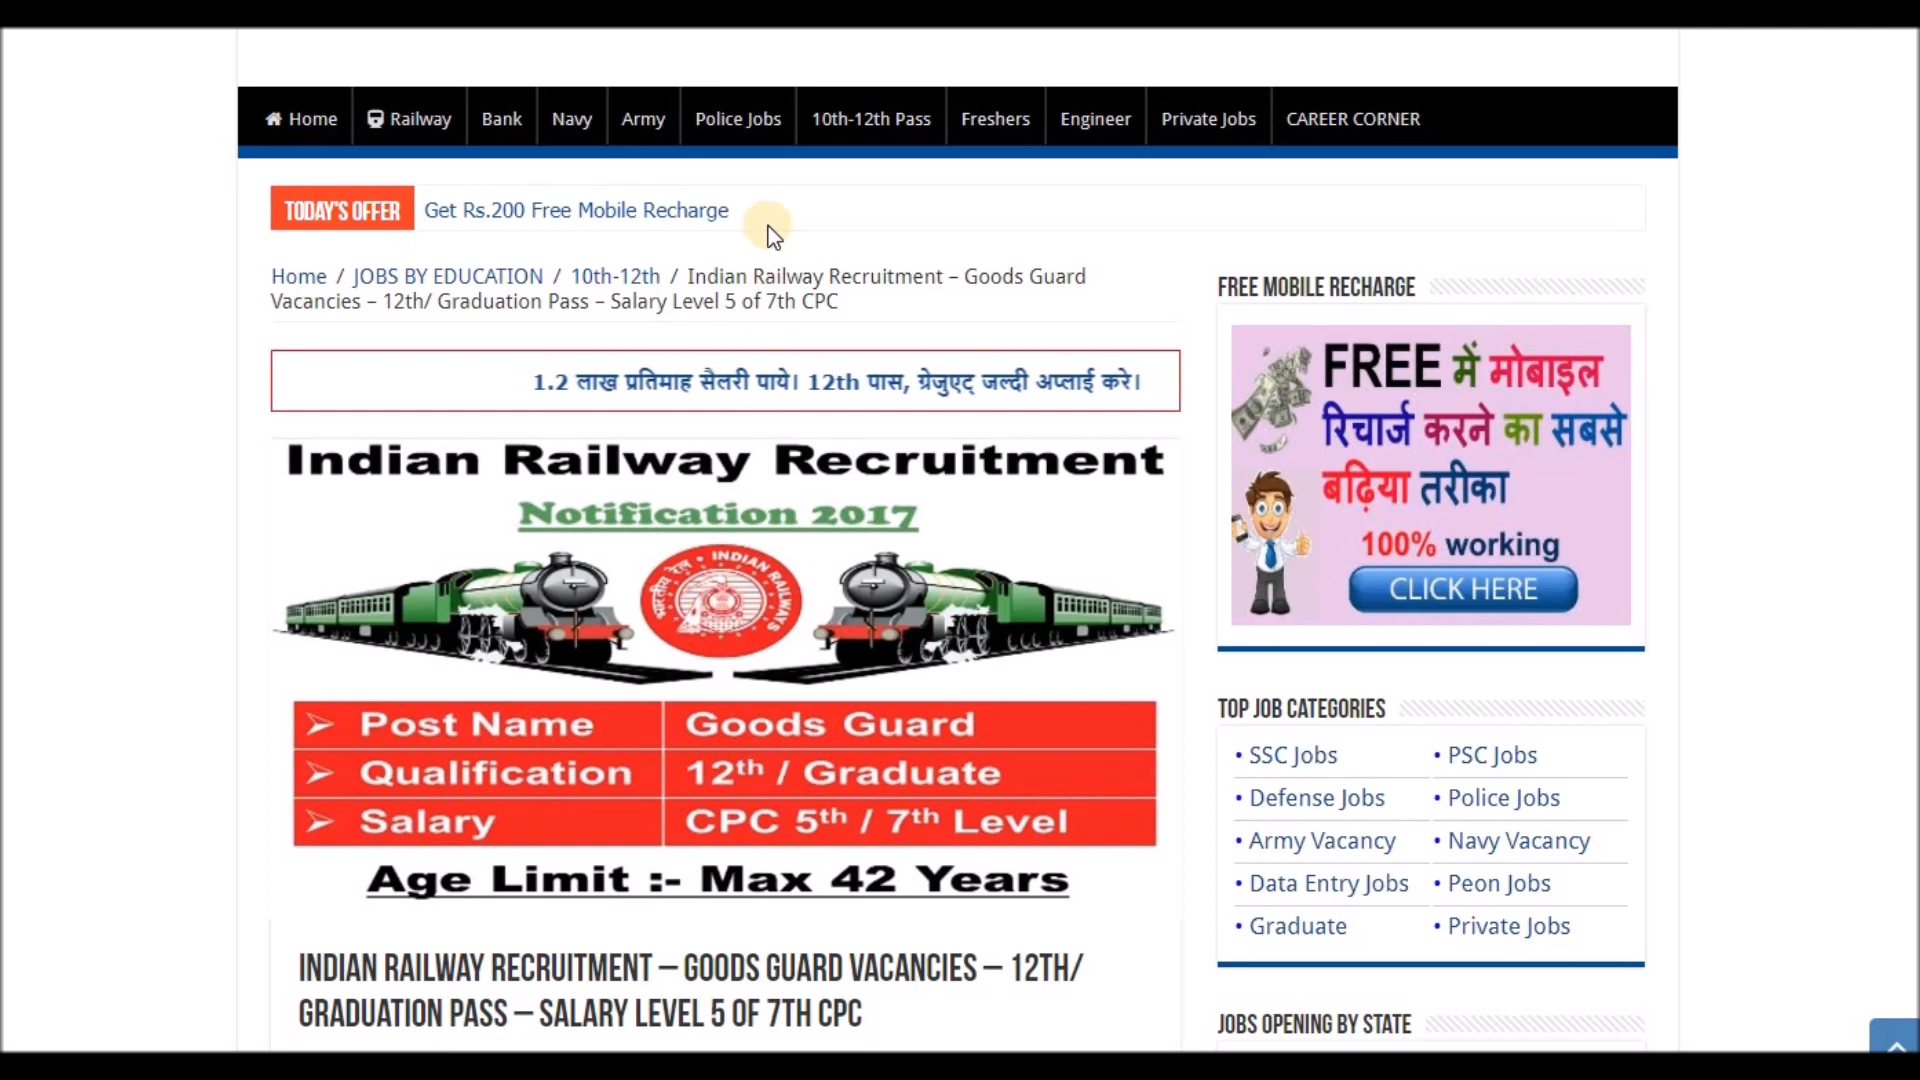 Home Railway Bank Navy Army Police Jobs 10th-12th Pass Freshers Engineer Private Jobs CAREER CORNER
TODAY'S OFFER Get Rs.200 Free Mobile Recharge
Home / JOBS BY EDUCATION / 10th-12th / Indian Railway Recruitment – Goods Guard
Vacancies – 12th/ Graduation Pass – Salary Level 5 of 7th CPC
1.2 लाख प्रतिमाह सैलरी पाये। 12th पास, ग्रेजुएट् जल्दी अप्लाई करे।
Indian Railway Recruitment
Notification 2017
भारतीय रेल • INDIAN RAILWAYS
Post Name Goods Guard
Qualification 12th / Graduate
Salary CPC 5th / 7th Level
Age Limit :- Max 42 Years
INDIAN RAILWAY RECRUITMENT – GOODS GUARD VACANCIES – 12TH/
GRADUATION PASS – SALARY LEVEL 5 OF 7TH CPC
FREE MOBILE RECHARGE
FREE में मोबाइल
रिचार्ज करने का सबसे
बढ़िया तरीका
100% working
CLICK HERE
TOP JOB CATEGORIES
• SSC Jobs • PSC Jobs
• Defense Jobs • Police Jobs
• Army Vacancy • Navy Vacancy
• Data Entry Jobs • Peon Jobs
• Graduate • Private Jobs
JOBS OPENING BY STATE